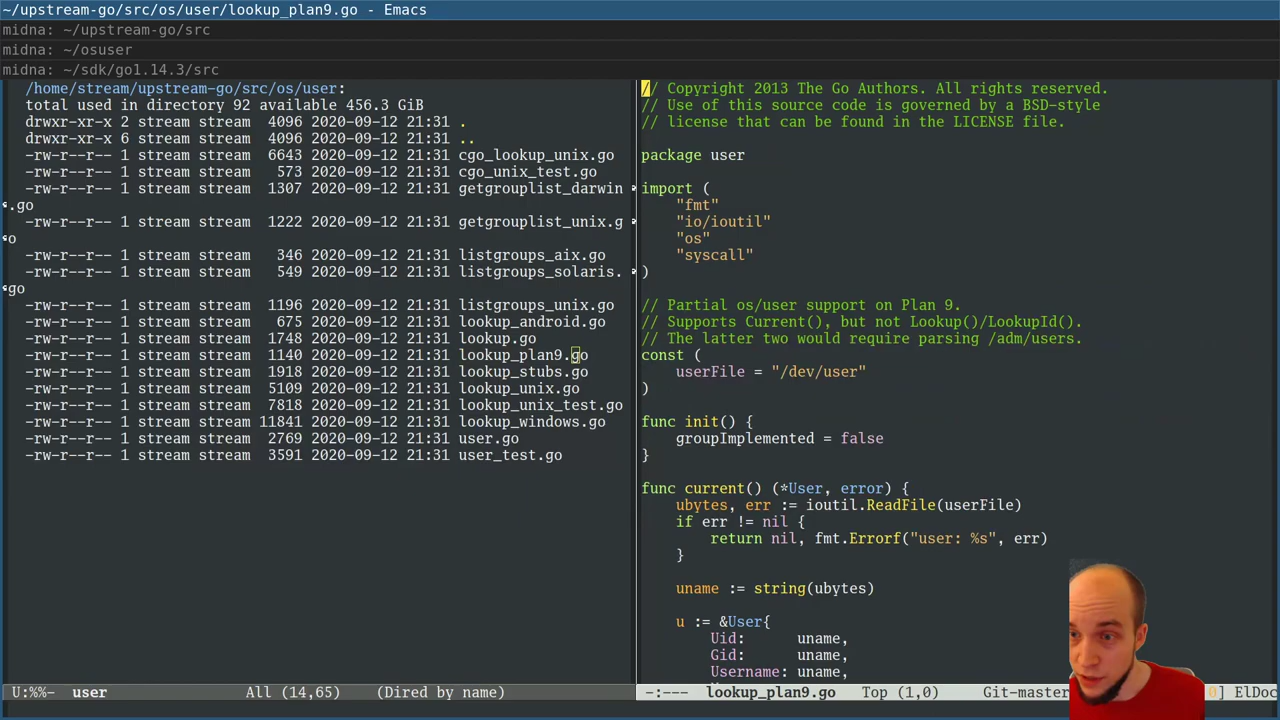 ~/upstream-go/src/os/user/lookup_plan9.go - Emacs
midna: ~/upstream-go/src
midna: ~/osuser
midna: ~/sdk/go1.14.3/src
/home/stream/upstream-go/src/os/user:
total used in directory 92 available 456.3 GiB
drwxr-xr-x 2 stream stream  4096 2020-09-12 21:31 .
drwxr-xr-x 6 stream stream  4096 2020-09-12 21:31 ..
-rw-r--r-- 1 stream stream  6643 2020-09-12 21:31 cgo_lookup_unix.go
-rw-r--r-- 1 stream stream   573 2020-09-12 21:31 cgo_unix_test.go
-rw-r--r-- 1 stream stream  1307 2020-09-12 21:31 getgrouplist_darwin
.go
-rw-r--r-- 1 stream stream  1222 2020-09-12 21:31 getgrouplist_unix.g
o
-rw-r--r-- 1 stream stream   346 2020-09-12 21:31 listgroups_aix.go
-rw-r--r-- 1 stream stream   549 2020-09-12 21:31 listgroups_solaris.
go
-rw-r--r-- 1 stream stream  1196 2020-09-12 21:31 listgroups_unix.go
-rw-r--r-- 1 stream stream   675 2020-09-12 21:31 lookup_android.go
-rw-r--r-- 1 stream stream  1748 2020-09-12 21:31 lookup.go
-rw-r--r-- 1 stream stream  1140 2020-09-12 21:31 lookup_plan9.go
-rw-r--r-- 1 stream stream  1918 2020-09-12 21:31 lookup_stubs.go
-rw-r--r-- 1 stream stream  5109 2020-09-12 21:31 lookup_unix.go
-rw-r--r-- 1 stream stream  7818 2020-09-12 21:31 lookup_unix_test.go
-rw-r--r-- 1 stream stream 11841 2020-09-12 21:31 lookup_windows.go
-rw-r--r-- 1 stream stream  2769 2020-09-12 21:31 user.go
-rw-r--r-- 1 stream stream  3591 2020-09-12 21:31 user_test.go
U:%%-  user                All (14,65)    (Dired by name)
// Copyright 2013 The Go Authors. All rights reserved.
// Use of this source code is governed by a BSD-style
// license that can be found in the LICENSE file.
package user
import (
"fmt"
"io/ioutil"
"os"
"syscall"
)
// Partial os/user support on Plan 9.
// Supports Current(), but not Lookup()/LookupId().
// The latter two would require parsing /adm/users.
const (
userFile = "/dev/user"
)
func init() {
groupImplemented = false
}
func current() (*User, error) {
ubytes, err := ioutil.ReadFile(userFile)
if err != nil {
return nil, fmt.Errorf("user: %s", err)
}
uname := string(ubytes)
u := &User{
Uid:      uname,
Gid:      uname,
Username: uname,
-:---  lookup_plan9.go   Top (1,0)     Git-mast 0] ElDoc